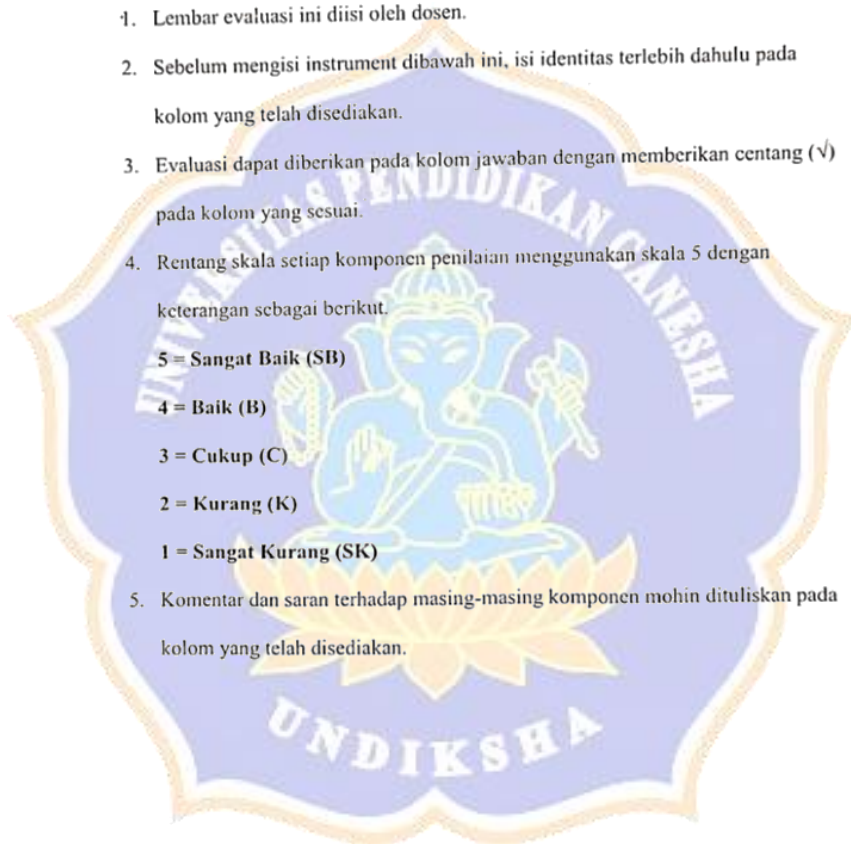 1. Lembar evaluasi ini diisi oleh dosen.
2. Sebelum mengisi instrument dibawah ini, isi identitas terlebih dahulu pada
kolom yang telah disediakan.
3. Evaluasi dapat diberikan pada kolom jawaban dengan memberikan centang (√)
pada kolom yang sesuai.
4. Rentang skala setiap komponen penilaian menggunakan skala 5 dengan
keterangan sebagai berikut.
5 = Sangat Baik (SB)
4 = Baik (B)
3 = Cukup (C)
2 = Kurang (K)
1 = Sangat Kurang (SK)
5. Komentar dan saran terhadap masing-masing komponen mohin dituliskan pada
kolom yang telah disediakan.
UNIVERSITAS PENDIDIKAN GANESHA
UNDIKSHA